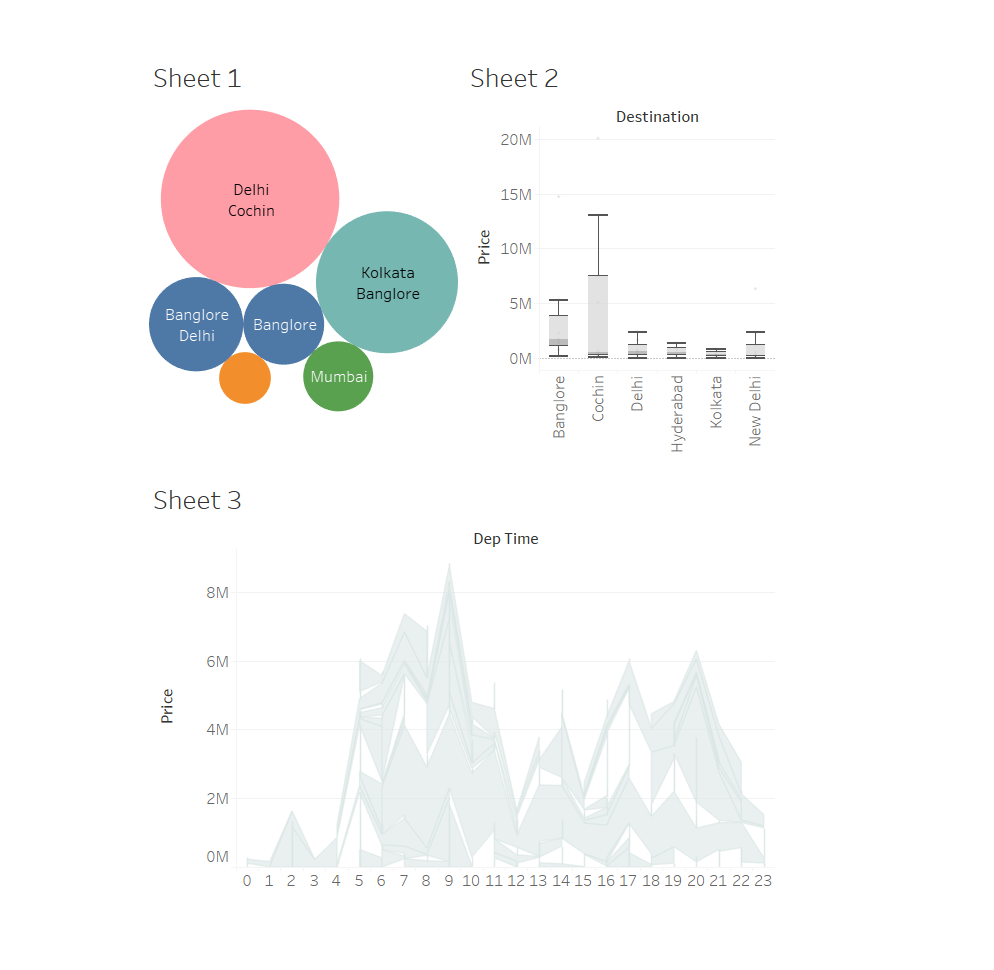 Sheet 1
Delhi
Cochin
Kolkata
Banglore
Banglore
Delhi
Banglore
Mumbai
Sheet 2
Destination
20M
15M
10M
5M
0M
Price
Banglore
Cochin
Delhi
Hyderabad
Kolkata
New Delhi
Sheet 3
Dep Time
8M
6M
4M
2M
0M
Price
0 1 2 3 4 5 6 7 8 9 10 11 12 13 14 15 16 17 18 19 20 21 22 23